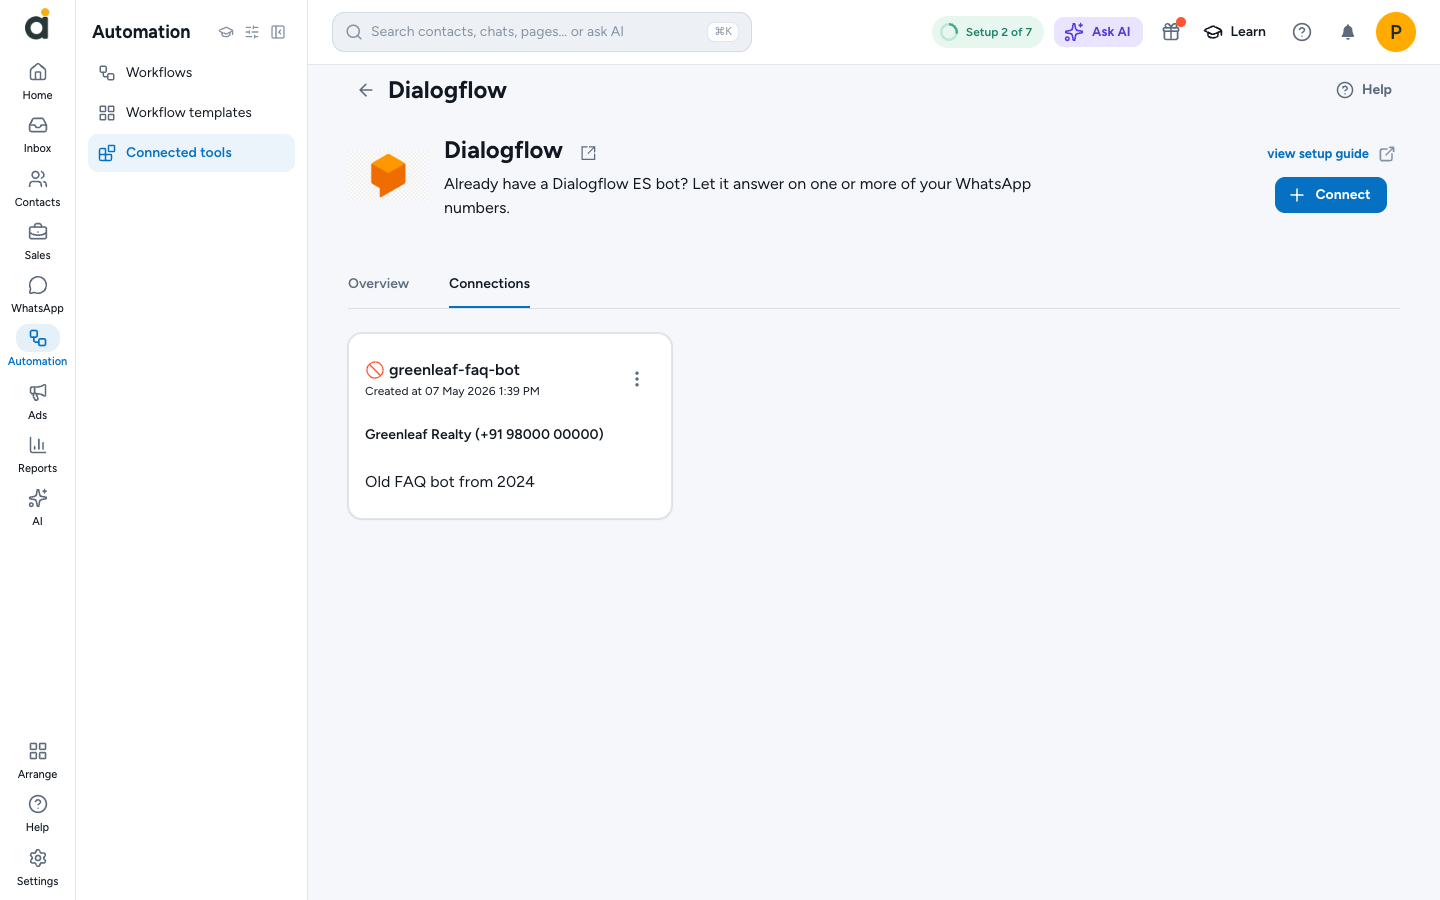 Automation
Search contacts, chats, pages... or ask AI
⌘K
Setup 2 of 7
Ask AI
Learn
P
Home
Inbox
Contacts
Sales
WhatsApp
Automation
Ads
Reports
AI
Arrange
Help
Settings
Workflows
Workflow templates
Connected tools
Dialogflow
Help
Dialogflow
Already have a Dialogflow ES bot? Let it answer on one or more of your WhatsApp
numbers.
view setup guide
Connect
Overview
Connections
greenleaf-faq-bot
Created at 07 May 2026 1:39 PM
Greenleaf Realty (+91 98000 00000)
Old FAQ bot from 2024